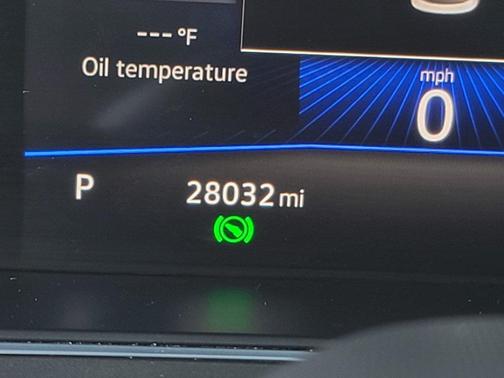 --- °F
Oil temperature
mph
0
P
28032 mi